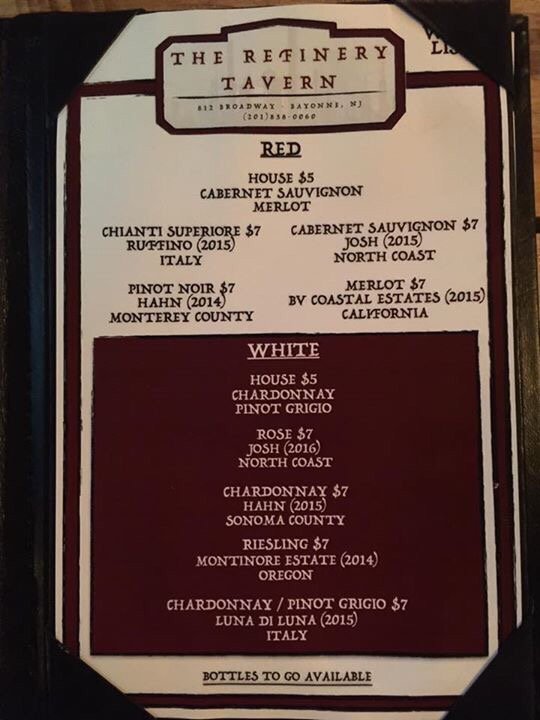 THE REFINERY
TAVERN
812 BROADWAY - BAYONNE, NJ
(201)858-0060
RED
HOUSE $5
CABERNET SAUVIGNON
MERLOT
CHIANTI SUPERIORE $7
RUFFINO (2015)
ITALY
CABERNET SAUVIGNON $7
JOSH (2015)
NORTH COAST
PINOT NOIR $7
HAHN (2014)
MONTEREY COUNTY
MERLOT $7
BV COASTAL ESTATES (2015)
CALIFORNIA
WHITE
HOUSE $5
CHARDONNAY
PINOT GRIGIO
ROSE $7
JOSH (2016)
NORTH COAST
CHARDONNAY $7
HAHN (2015)
SONOMA COUNTY
RIESLING $7
MONTINORE ESTATE (2014)
OREGON
CHARDONNAY / PINOT GRIGIO $7
LUNA DI LUNA (2015)
ITALY
BOTTLES TO GO AVAILABLE